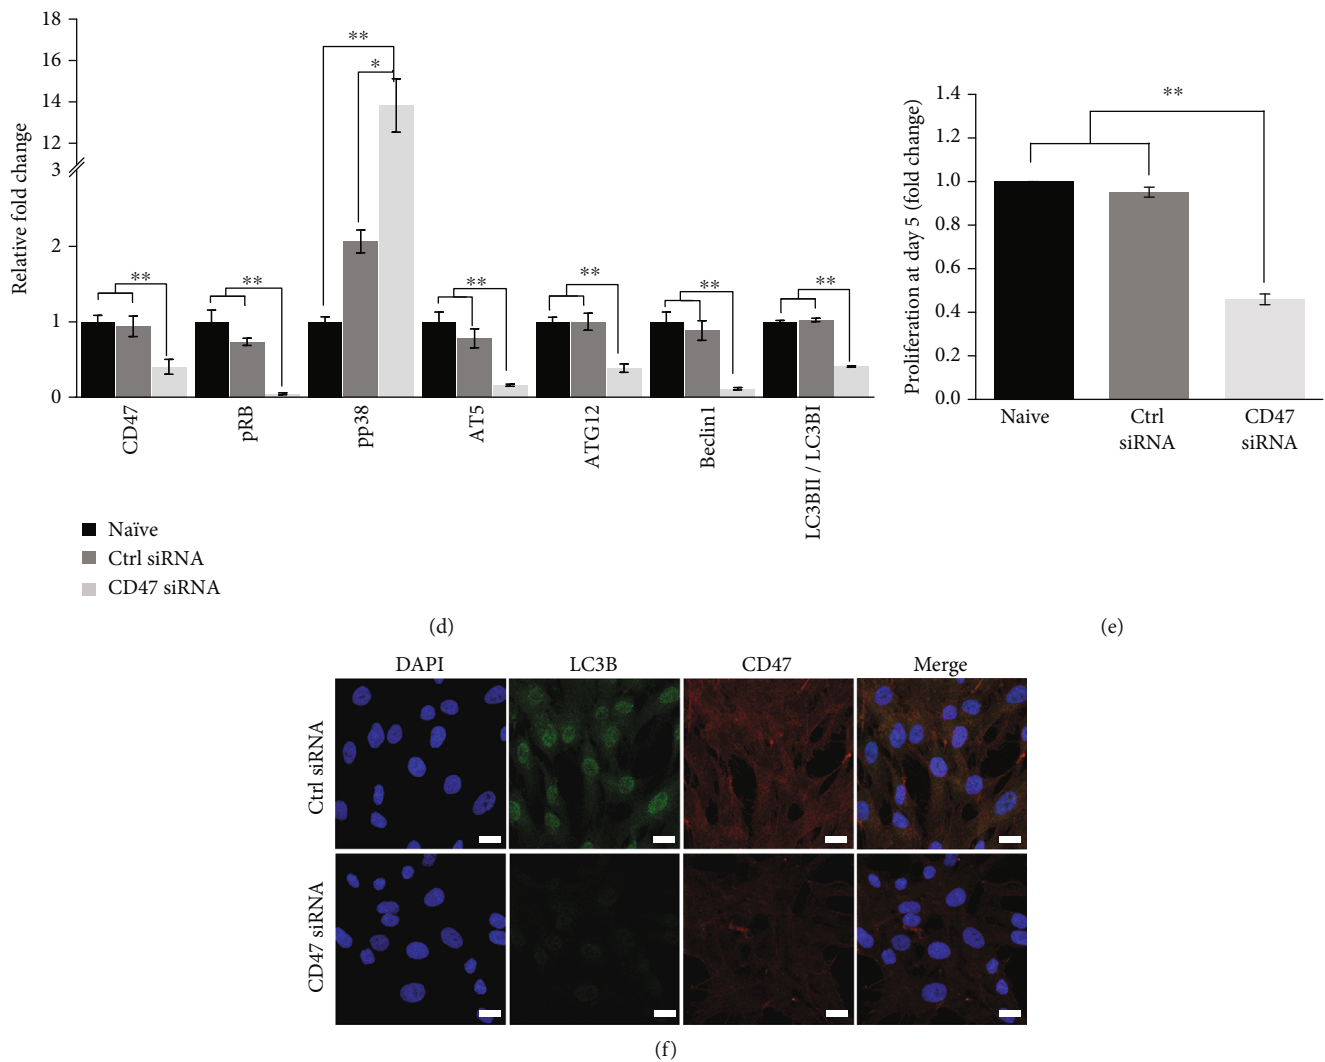 Relative fold change
18
16
14
12
3
2
1
0
**
*
**
**
**
**
**
**
CD47
pRB
pp38
AT5
ATG12
Beclin1
LC3BII / LC3BI
Naïve
Ctrl siRNA
CD47 siRNA
(d)
Proliferation at day 5 (fold change)
1.4
1.2
1.0
0.8
0.6
0.4
0.2
0.0
**
Naive
Ctrl
siRNA
CD47
siRNA
(e)
DAPI
LC3B
CD47
Merge
Ctrl siRNA
CD47 siRNA
(f)